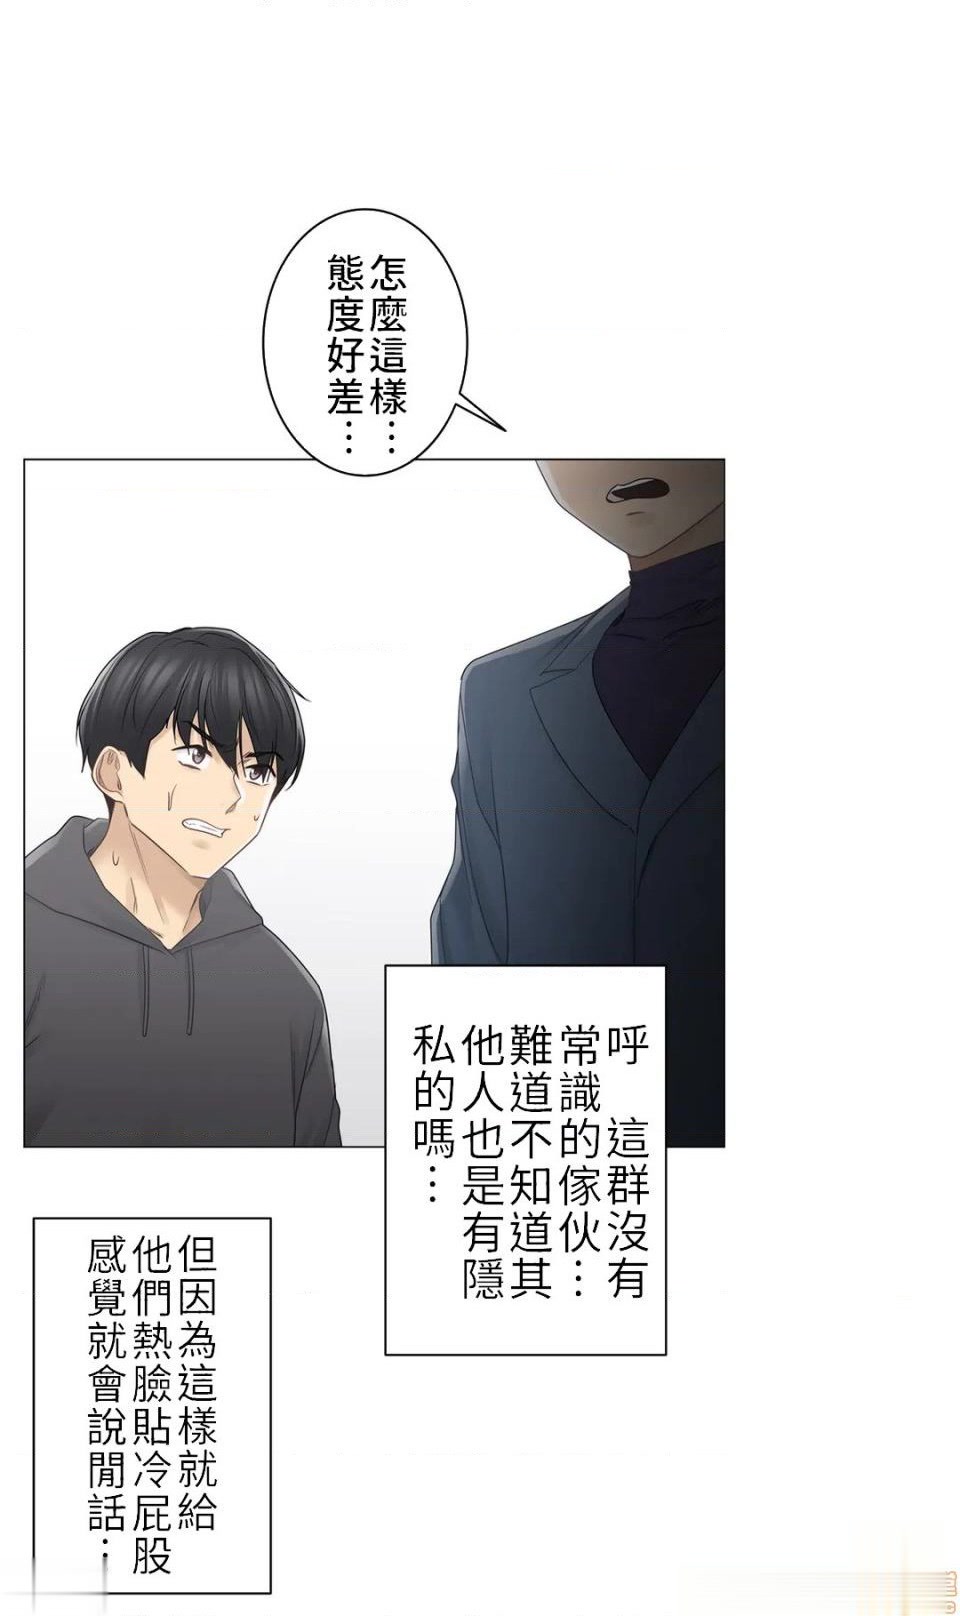 怎麼這樣⋯
態度好差⋯
呼 這群沒有
常識的傢伙⋯
難道不知道其
他人也是有隱
私的嗎⋯
但因為這樣就給
他們熱臉貼冷屁股
感覺就會說閒話⋯